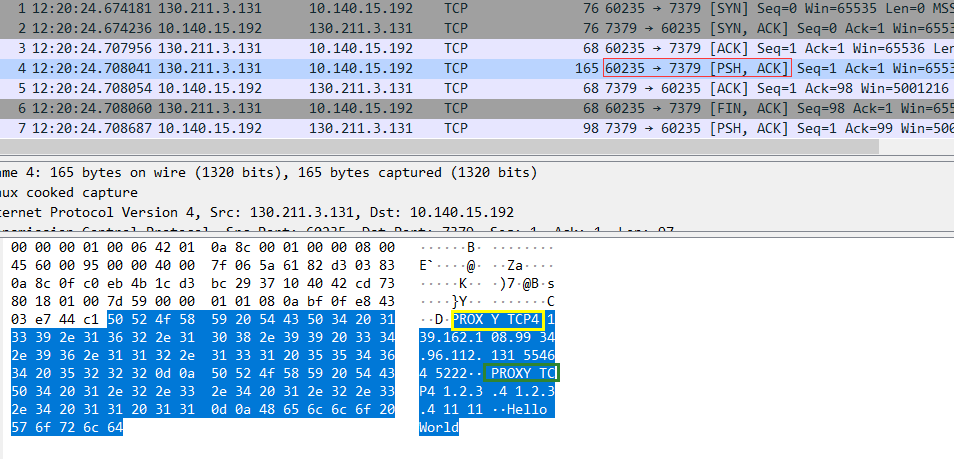 1 12:20:24.674181 130.211.3.131 10.140.15.192 TCP 76 60235 → 7379 [SYN] Seq=0 Win=65535 Len=0 MSS
2 12:20:24.674236 10.140.15.192 130.211.3.131 TCP 76 7379 → 60235 [SYN, ACK] Seq=0 Ack=1 Win=6
3 12:20:24.707956 130.211.3.131 10.140.15.192 TCP 68 60235 → 7379 [ACK] Seq=1 Ack=1 Win=65536 Len
4 12:20:24.708041 130.211.3.131 10.140.15.192 TCP 165 60235 → 7379 [PSH, ACK] Seq=1 Ack=1 Win=6553
5 12:20:24.708054 10.140.15.192 130.211.3.131 TCP 68 7379 → 60235 [ACK] Seq=1 Ack=98 Win=5001216
6 12:20:24.708060 130.211.3.131 10.140.15.192 TCP 68 60235 → 7379 [FIN, ACK] Seq=98 Ack=1 Win=655
7 12:20:24.708687 10.140.15.192 130.211.3.131 TCP 98 7379 → 60235 [PSH, ACK] Seq=1 Ack=99 Win=500
ame 4: 165 bytes on wire (1320 bits), 165 bytes captured (1320 bits)
nux cooked capture
ternet Protocol Version 4, Src: 130.211.3.131, Dst: 10.140.15.192
00 00 00 01 00 06 42 01 0a 8c 00 01 00 00 08 00 ······B· ········
45 60 00 95 00 00 40 00 7f 06 5a 61 82 d3 03 83 E`····@· ··Za····
0a 8c 0f c0 eb 4b 1c d3 bc 29 37 10 40 42 cd 73 ·····K·· ·)7·@B·s
80 18 01 00 7d 59 00 00 01 01 08 0a bf 0f e8 43 ····}Y·· ·······C
03 e7 44 c1 50 52 4f 58 59 20 54 43 50 34 20 31 ··D·PROX Y TCP4 1
33 39 2e 31 36 32 2e 31 30 38 2e 39 39 20 33 34 39.162.1 08.99 34
2e 39 36 2e 31 31 32 2e 31 33 31 20 35 35 34 36 .96.112. 131 5546
34 20 35 32 32 32 0d 0a 50 52 4f 58 59 20 54 43 4 5222·· PROXY TC
50 34 20 31 2e 32 2e 33 2e 34 20 31 2e 32 2e 33 P4 1.2.3 .4 1.2.3
2e 34 20 31 31 20 31 31 0d 0a 48 65 6c 6c 6f 20 .4 11 11 ··Hello
57 6f 72 6c 64 World